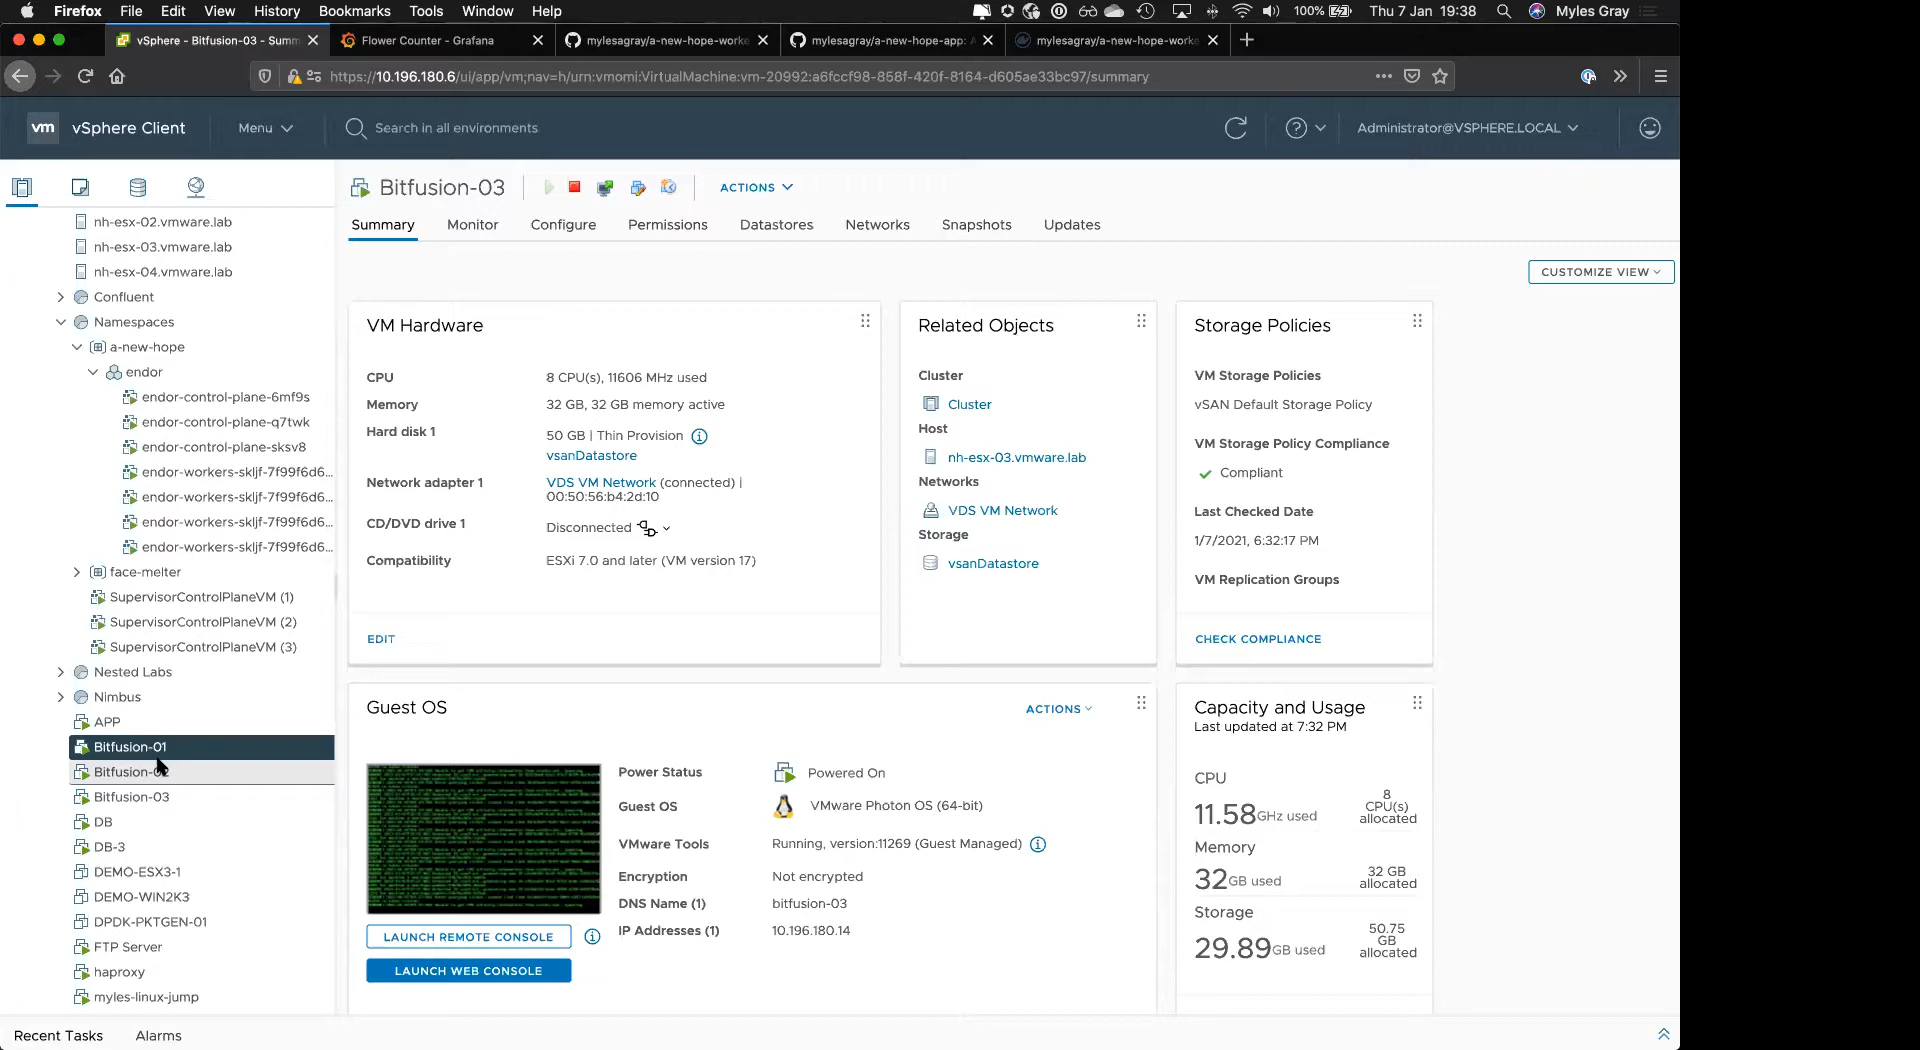 Firefox File Edit View History Bookmarks Tools Window Help 100% Thu 7 Jan 19:38 Myles Gray
vSphere - Bitfusion-03 - Summ
Flower Counter - Grafana
mylesagray/a-new-hope-worke
mylesagray/a-new-hope-app: A
mylesagray/a-new-hope-worke
https://10.196.180.6/ui/app/vm;nav=h/urn:vmomi:VirtualMachine:vm-20992:a6fccf98-858f-420f-8164-d605ae33bc97/summary
vm vSphere Client Menu Search in all environments Administrator@VSPHERE.LOCAL
nh-esx-02.vmware.lab
nh-esx-03.vmware.lab
nh-esx-04.vmware.lab
Confluent
Namespaces
a-new-hope
endor
endor-control-plane-6mf9s
endor-control-plane-q7twk
endor-control-plane-sksv8
endor-workers-skljf-7f99f6d6...
endor-workers-skljf-7f99f6d6...
endor-workers-skljf-7f99f6d6...
endor-workers-skljf-7f99f6d6...
face-melter
SupervisorControlPlaneVM (1)
SupervisorControlPlaneVM (2)
SupervisorControlPlaneVM (3)
Nested Labs
Nimbus
APP
Bitfusion-01
Bitfusion-02
Bitfusion-03
DB
DB-3
DEMO-ESX3-1
DEMO-WIN2K3
DPDK-PKTGEN-01
FTP Server
haproxy
myles-linux-jump
Bitfusion-03 ACTIONS
Summary Monitor Configure Permissions Datastores Networks Snapshots Updates
CUSTOMIZE VIEW
VM Hardware
CPU 8 CPU(s), 11606 MHz used
Memory 32 GB, 32 GB memory active
Hard disk 1 50 GB | Thin Provision
vsanDatastore
Network adapter 1 VDS VM Network (connected) |
00:50:56:b4:2d:10
CD/DVD drive 1 Disconnected
Compatibility ESXi 7.0 and later (VM version 17)
EDIT
Related Objects
Cluster
Cluster
Host
nh-esx-03.vmware.lab
Networks
VDS VM Network
Storage
vsanDatastore
Storage Policies
VM Storage Policies
vSAN Default Storage Policy
VM Storage Policy Compliance
Compliant
Last Checked Date
1/7/2021, 6:32:17 PM
VM Replication Groups
CHECK COMPLIANCE
Guest OS ACTIONS
Power Status Powered On
Guest OS VMware Photon OS (64-bit)
VMware Tools Running, version:11269 (Guest Managed)
Encryption Not encrypted
DNS Name (1) bitfusion-03
IP Addresses (1) 10.196.180.14
LAUNCH REMOTE CONSOLE
LAUNCH WEB CONSOLE
Capacity and Usage
Last updated at 7:32 PM
CPU
11.58 GHz used
8 CPU(s) allocated
Memory
32 GB used
32 GB allocated
Storage
29.89 GB used
50.75 GB allocated
Recent Tasks Alarms